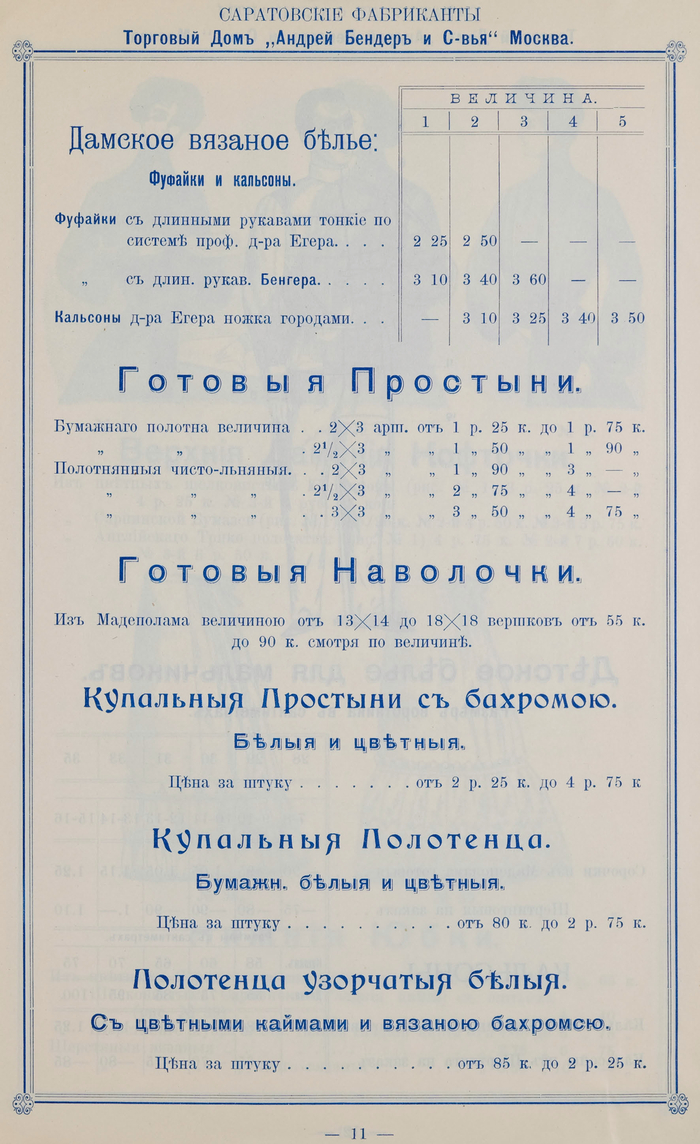 САРАТОВСКІЕ ФАБРИКАНТЫ
Торговый Домъ „Андрей Бендеръ и С-вья“ Москва.
ВЕЛИЧИНА.
1 2 3 4 5
Дамское вязаное бѣлье:
Фуфайки и кальсоны.
Фуфайки съ длинными рукавами тонкіе по
системѣ проф. д-ра Егера. . . . 2 25 2 50 — — —
„ съ длин. рукав. Бенгера. . . . . 3 10 3 40 3 60 — —
Кальсоны д-ра Егера ножка городами. . . — 3 10 3 25 3 40 3 50
Готовыя Простыни.
Бумажнаго полотна величина . . 2×3 арш. отъ 1 р. 25 к. до 1 р. 75 к.
„ „ „ . 2½×3 „ „ 1 „ 50 „ „ 1 „ 90 „
Полотнянныя чисто-льняныя. . . 2×3 „ „ 1 „ 90 „ „ 3 „ — „
„ „ „ . 2½×3 „ „ 2 „ 75 „ „ 4 „ — „
„ „ „ . . 3×3 „ „ 3 „ 50 „ „ 4 „ 75 „
Готовыя Наволочки.
Изъ Мадеполама величиною отъ 13×14 до 18×18 вершковъ отъ 55 к.
до 90 к. смотря по величинѣ.
Купальныя Простыни съ бахромою.
Бѣлыя и цвѣтныя.
Цѣна за штуку . . . . . . . отъ 2 р. 25 к. до 4 р. 75 к
Купальныя Полотенца.
Бумажн. бѣлыя и цвѣтныя.
Цѣна за штуку . . . . . . . . . . отъ 80 к. до 2 р. 75 к.
Полотенца узорчатыя бѣлыя.
Съ цвѣтными каймами и вязаною бахромою.
Цѣна за штуку . . . . . . . . . . отъ 85 к. до 2 р. 25 к.
— 11 —